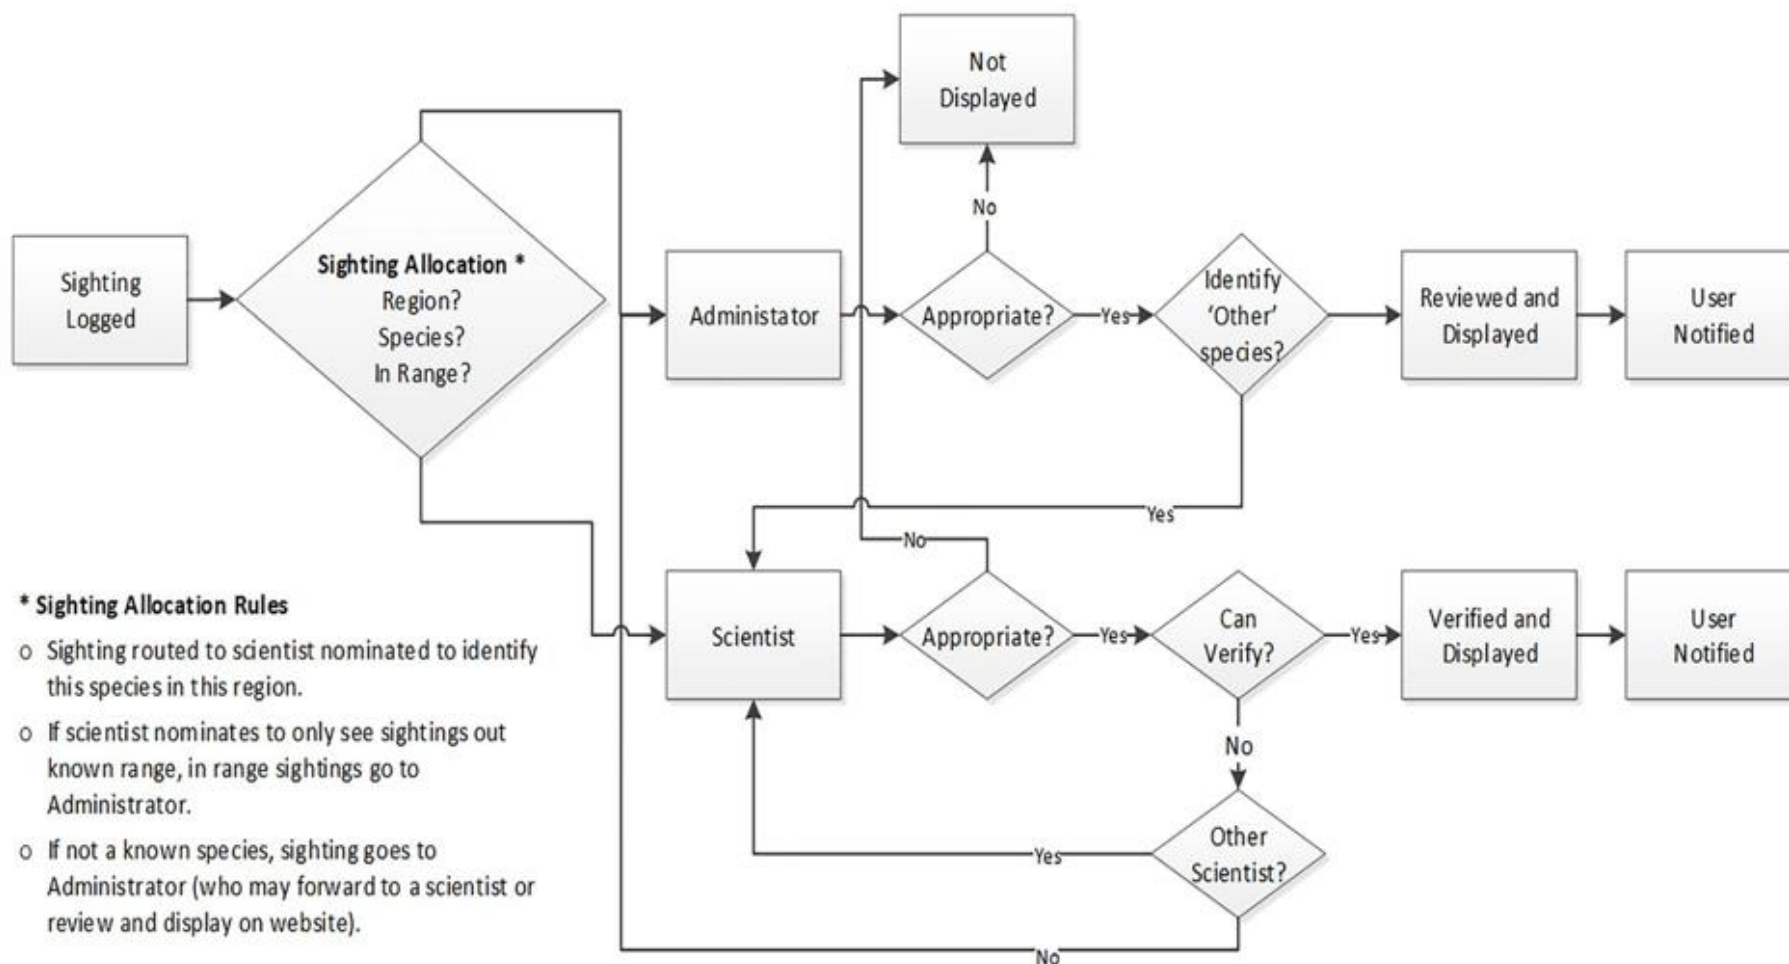 Not
Displayed
No
Sighting
Logged
Sighting Allocation *
Region?
Species?
In Range?
Administator
Appropriate?
Yes
Identify
‘Other’
species?
Reviewed and
Displayed
User
Notified
Yes
No
* Sighting Allocation Rules
o Sighting routed to scientist nominated to identify
this species in this region.
o If scientist nominates to only see sightings out
known range, in range sightings go to
Administrator.
o If not a known species, sighting goes to
Administrator (who may forward to a scientist or
review and display on website).
Scientist
Appropriate?
Yes
Can
Verify?
Yes
Verified and
Displayed
User
Notified
No
Other
Scientist?
Yes
No